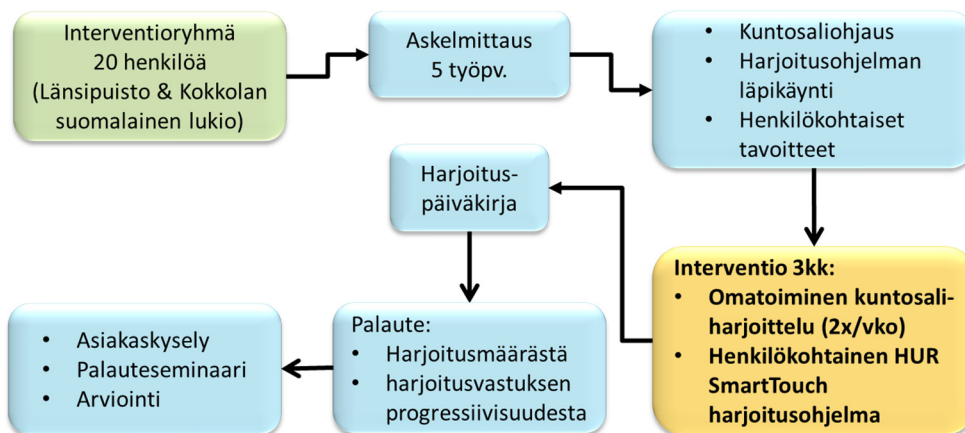 Interventioryhmä
20 henkilöä
(Länsipuisto & Kokkolan
suomalainen lukio)
Askelmittaus
5 työpv.
• Kuntosaliohjaus
• Harjoitusohjelman
läpikäynti
• Henkilökohtaiset
tavoitteet
Interventio 3kk:
• Omatoiminen kuntosali-
harjoittelu (2x/vko)
• Henkilökohtainen HUR
SmartTouch
harjoitusohjelma
Harjoitus-
päiväkirja
Palaute:
• Harjoitusmäärästä
• harjoitusvastuksen
progressiivisuudesta
• Asiakaskysely
• Palauteseminaari
• Arviointi